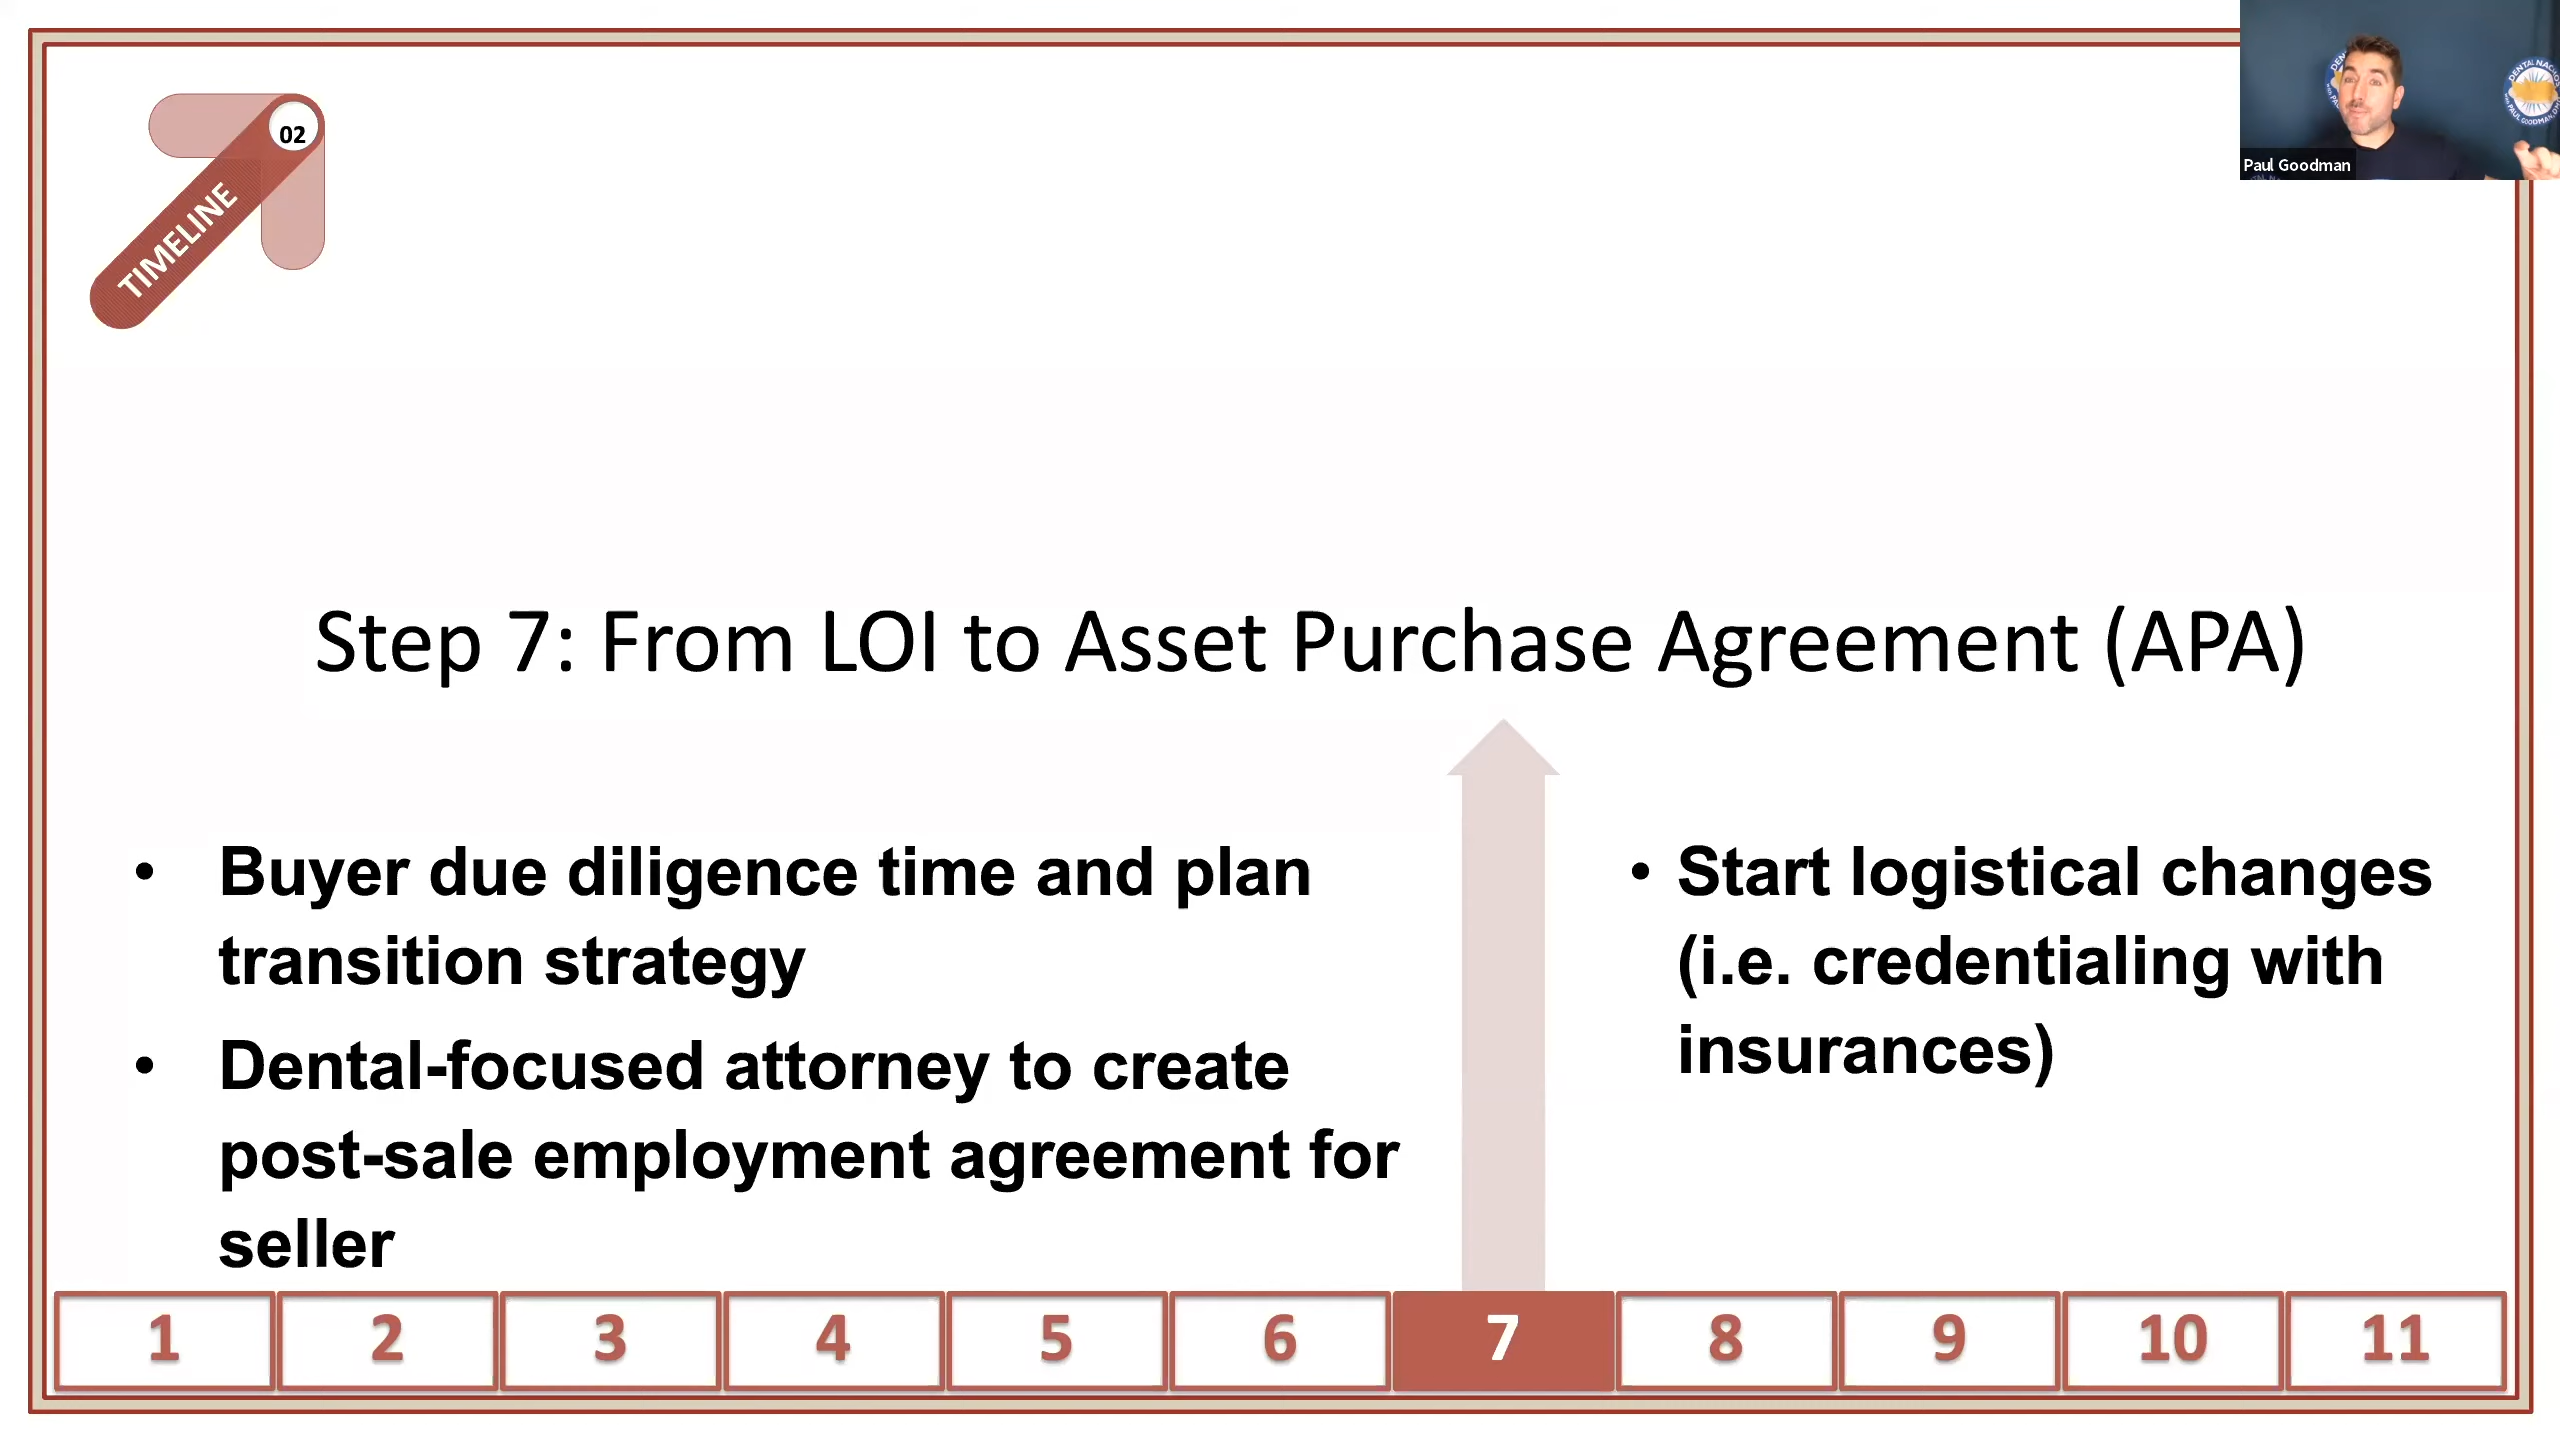 02
TIMELINE
DENTAL NACHOS
Paul Goodman
Step 7: From LOI to Asset Purchase Agreement (APA)
• Buyer due diligence time and plan
transition strategy
• Dental-focused attorney to create
post-sale employment agreement for
seller
• Start logistical changes
(i.e. credentialing with
insurances)
1 2 3 4 5 6 7 8 9 10 11